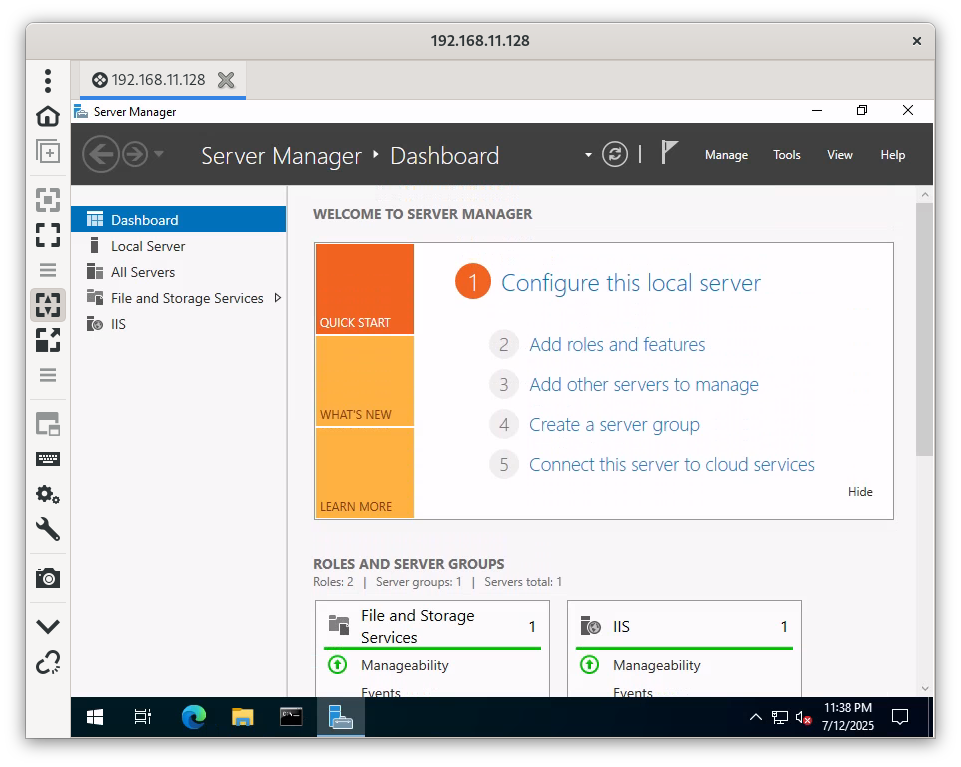 192.168.11.128
192.168.11.128
Server Manager
Server Manager Dashboard
Manage Tools View Help
Dashboard
Local Server
All Servers
File and Storage Services
IIS
WELCOME TO SERVER MANAGER
QUICK START
WHAT'S NEW
LEARN MORE
1 Configure this local server
2 Add roles and features
3 Add other servers to manage
4 Create a server group
5 Connect this server to cloud services
Hide
ROLES AND SERVER GROUPS
Roles: 2 | Server groups: 1 | Servers total: 1
File and Storage Services 1
Manageability
Events
IIS 1
Manageability
Events
11:38 PM
7/12/2025